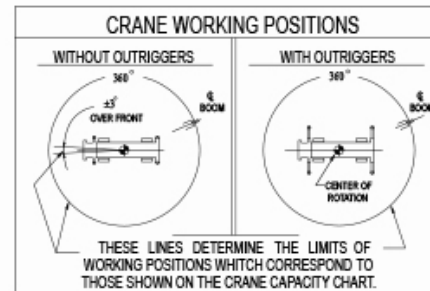 CRANE WORKING POSITIONS
WITHOUT OUTRIGGERS
360°
±3°
OVER FRONT
℄
BOOM
WITH OUTRIGGERS
360°
℄
BOOM
CENTER OF
ROTATION
THESE LINES DETERMINE THE LIMITS OF
WORKING POSITIONS WHITCH CORRESPOND TO
THOSE SHOWN ON THE CRANE CAPACITY CHART.